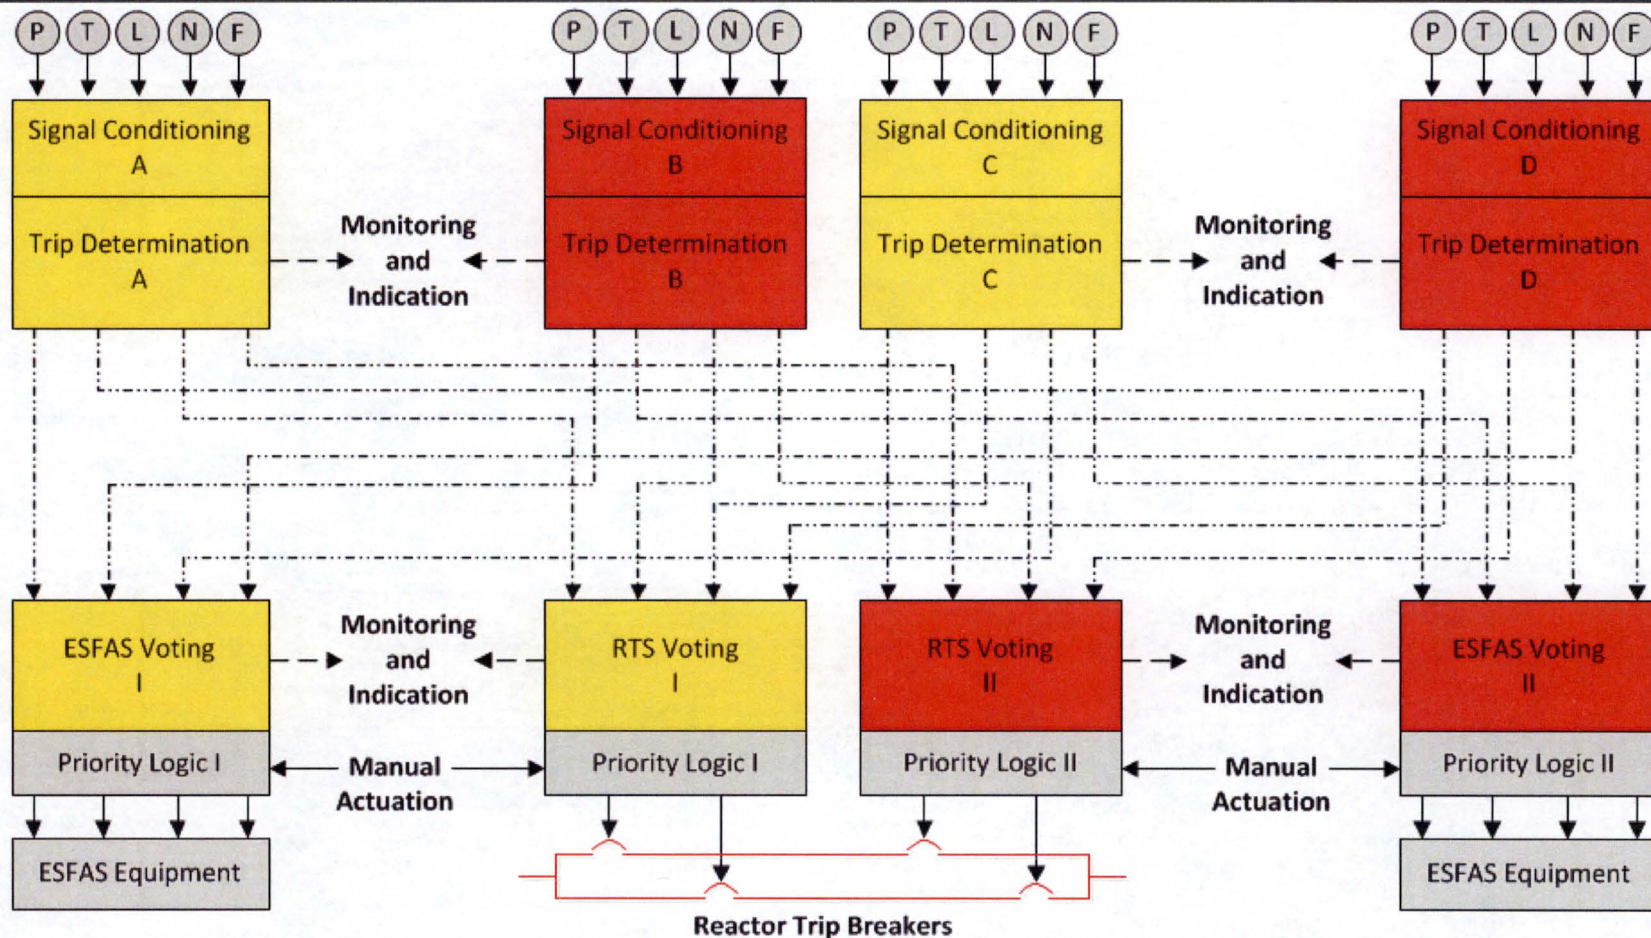 P T L N F P T L N F P T L N F P T L N F
Signal Conditioning
A
Signal Conditioning
B
Signal Conditioning
C
Signal Conditioning
D
Trip Determination
A
Monitoring
and
Indication
Trip Determination
B
Trip Determination
C
Monitoring
and
Indication
Trip Determination
D
ESFAS Voting
I
Monitoring
and
Indication
RTS Voting
I
RTS Voting
II
Monitoring
and
Indication
ESFAS Voting
II
Priority Logic I
Manual
Actuation
Priority Logic I
Priority Logic II
Manual
Actuation
Priority Logic II
ESFAS Equipment
ESFAS Equipment
Reactor Trip Breakers